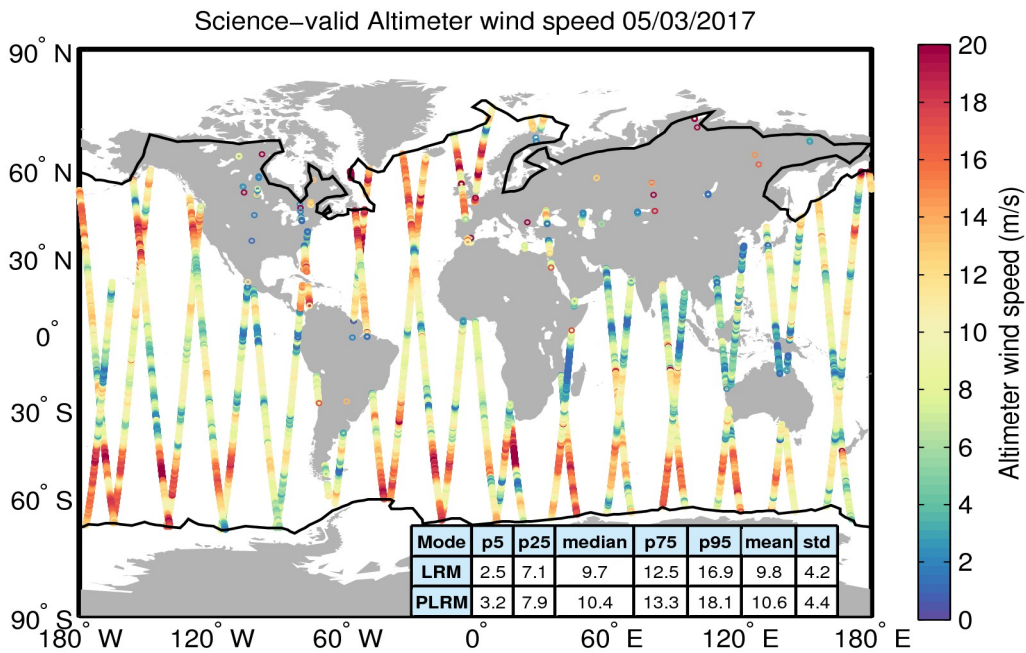 Science−valid Altimeter wind speed 05/03/2017
90° N
60° N
30° N
0°
30° S
60° S
90° S
180° W
120° W
60° W
0°
60° E
120° E
180° E
Mode p5 p25 median p75 p95 mean std
LRM 2.5 7.1 9.7 12.5 16.9 9.8 4.2
PLRM 3.2 7.9 10.4 13.3 18.1 10.6 4.4
20
18
16
14
12
10
8
6
4
2
0
Altimeter wind speed (m/s)